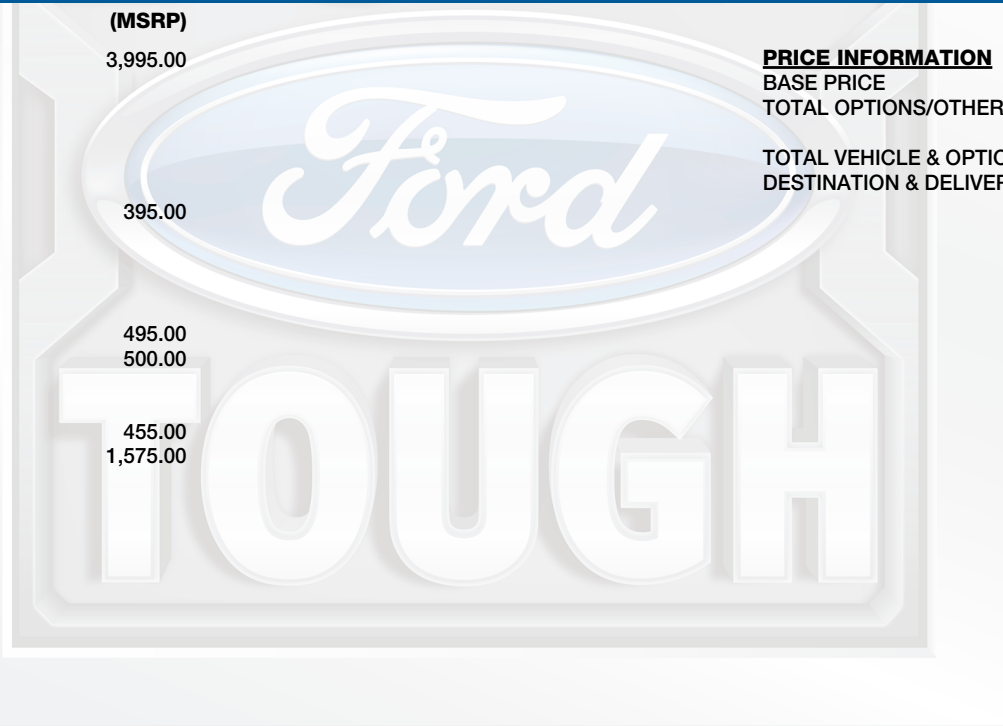 (MSRP)
3,995.00
395.00
495.00
500.00
455.00
1,575.00
PRICE INFORMATION
BASE PRICE
TOTAL OPTIONS/OTHER
TOTAL VEHICLE & OPTIO
DESTINATION & DELIVER
Ford
TOUGH